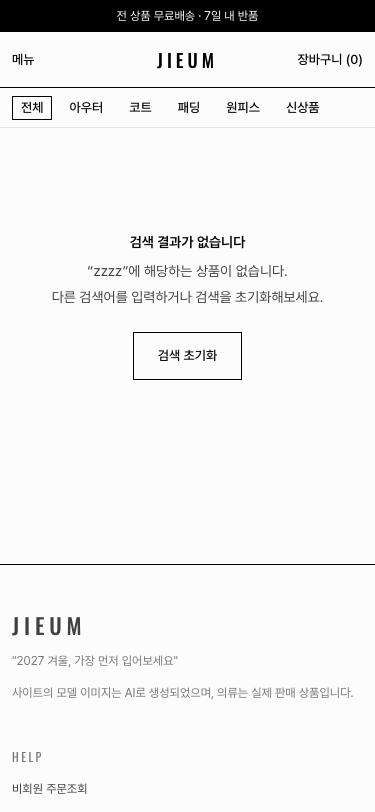 전 상품 무료배송 · 7일 내 반품
메뉴
JIEUM
장바구니 (0)
전체 아우터 코트 패딩 원피스 신상품
검색 결과가 없습니다
“zzzz”에 해당하는 상품이 없습니다.
다른 검색어를 입력하거나 검색을 초기화해보세요.
검색 초기화
JIEUM
"2027 겨울, 가장 먼저 입어보세요"
사이트의 모델 이미지는 AI로 생성되었으며, 의류는 실제 판매 상품입니다.
HELP
비회원 주문조회